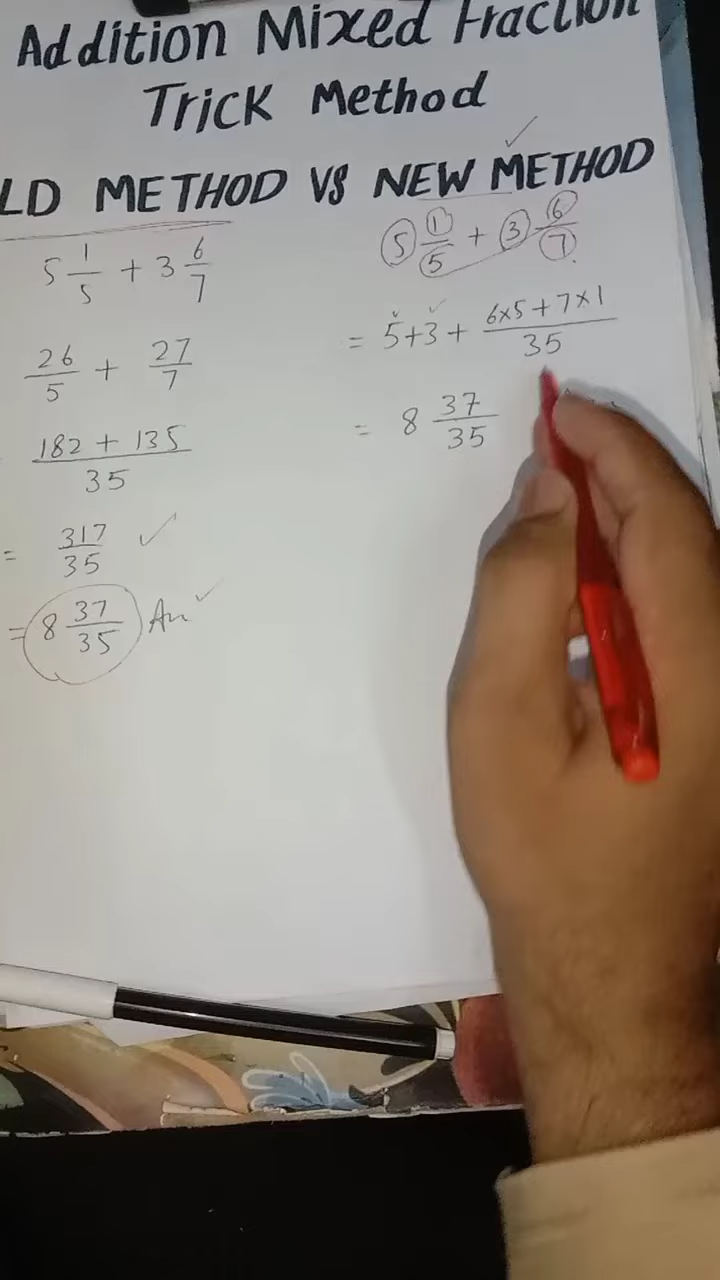 Addition Mixed Fraction
Trick Method
LD METHOD VS NEW METHOD
5 1/5 + 3 6/7
26/5 + 27/7
182 + 135 / 35
= 317/35
= 8 37/35 An
5 1/5 + 3 6/7
= 5+3+ 6×5+7×1 / 35
= 8 37/35